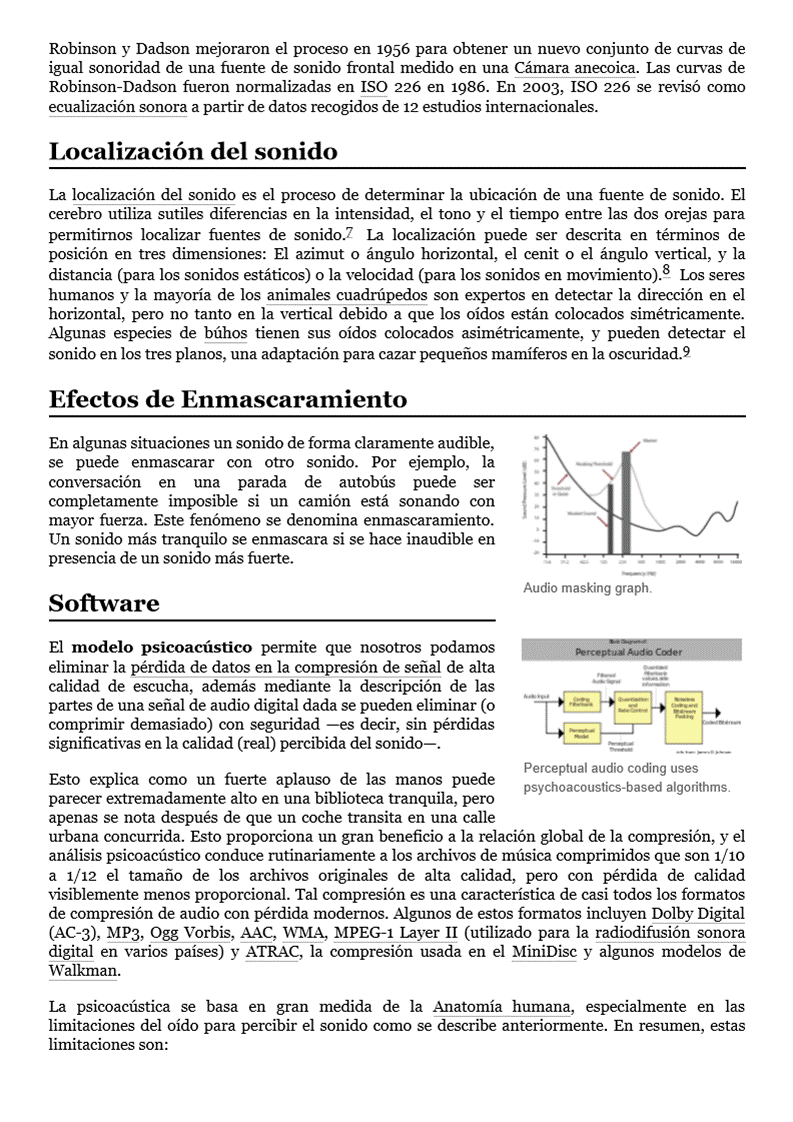 Robinson y Dadson mejoraron el proceso en 1956 para obtener un nuevo conjunto de curvas de
igual sonoridad de una fuente de sonido frontal medido en una Cámara anecoica. Las curvas de
Robinson-Dadson fueron normalizadas en ISO 226 en 1986. En 2003, ISO 226 se revisó como
ecualización sonora a partir de datos recogidos de 12 estudios internacionales.
Localización del sonido
La localización del sonido es el proceso de determinar la ubicación de una fuente de sonido. El
cerebro utiliza sutiles diferencias en la intensidad, el tono y el tiempo entre las dos orejas para
permitirnos localizar fuentes de sonido.7 La localización puede ser descrita en términos de
posición en tres dimensiones: El azimut o ángulo horizontal, el cenit o el ángulo vertical, y la
distancia (para los sonidos estáticos) o la velocidad (para los sonidos en movimiento).8 Los seres
humanos y la mayoría de los animales cuadrúpedos son expertos en detectar la dirección en el
horizontal, pero no tanto en la vertical debido a que los oídos están colocados simétricamente.
Algunas especies de búhos tienen sus oídos colocados asimétricamente, y pueden detectar el
sonido en los tres planos, una adaptación para cazar pequeños mamíferos en la oscuridad.9
Efectos de Enmascaramiento
En algunas situaciones un sonido de forma claramente audible,
se puede enmascarar con otro sonido. Por ejemplo, la
conversación en una parada de autobús puede ser
completamente imposible si un camión está sonando con
mayor fuerza. Este fenómeno se denomina enmascaramiento.
Un sonido más tranquilo se enmascara si se hace inaudible en
presencia de un sonido más fuerte.
Masker
Masking Threshold
Threshold
in Quiet
Masked Sound
Sound Pressure Level (dB)
Frequency (Hz)
Audio masking graph.
Software
El modelo psicoacústico permite que nosotros podamos
eliminar la pérdida de datos en la compresión de señal de alta
calidad de escucha, además mediante la descripción de las
partes de una señal de audio digital dada se pueden eliminar (o
comprimir demasiado) con seguridad —es decir, sin pérdidas
significativas en la calidad (real) percibida del sonido—.
Perceptual Audio Coder
Filtered
Audio Signal
Quantized
Filterbank
values, side
information
Audio Input
Coding
Filterbank
Quantization
and
Rate Control
Noiseless
Coding and
Bitstream
Packing
Coded Bitstream
Perceptual
Model
Perceptual
Threshold
Perceptual audio coding uses
psychoacoustics-based algorithms.
Esto explica como un fuerte aplauso de las manos puede
parecer extremadamente alto en una biblioteca tranquila, pero
apenas se nota después de que un coche transita en una calle
urbana concurrida. Esto proporciona un gran beneficio a la relación global de la compresión, y el
análisis psicoacústico conduce rutinariamente a los archivos de música comprimidos que son 1/10
a 1/12 el tamaño de los archivos originales de alta calidad, pero con pérdida de calidad
visiblemente menos proporcional. Tal compresión es una característica de casi todos los formatos
de compresión de audio con pérdida modernos. Algunos de estos formatos incluyen Dolby Digital
(AC-3), MP3, Ogg Vorbis, AAC, WMA, MPEG-1 Layer II (utilizado para la radiodifusión sonora
digital en varios países) y ATRAC, la compresión usada en el MiniDisc y algunos modelos de
Walkman.
La psicoacústica se basa en gran medida de la Anatomía humana, especialmente en las
limitaciones del oído para percibir el sonido como se describe anteriormente. En resumen, estas
limitaciones son: